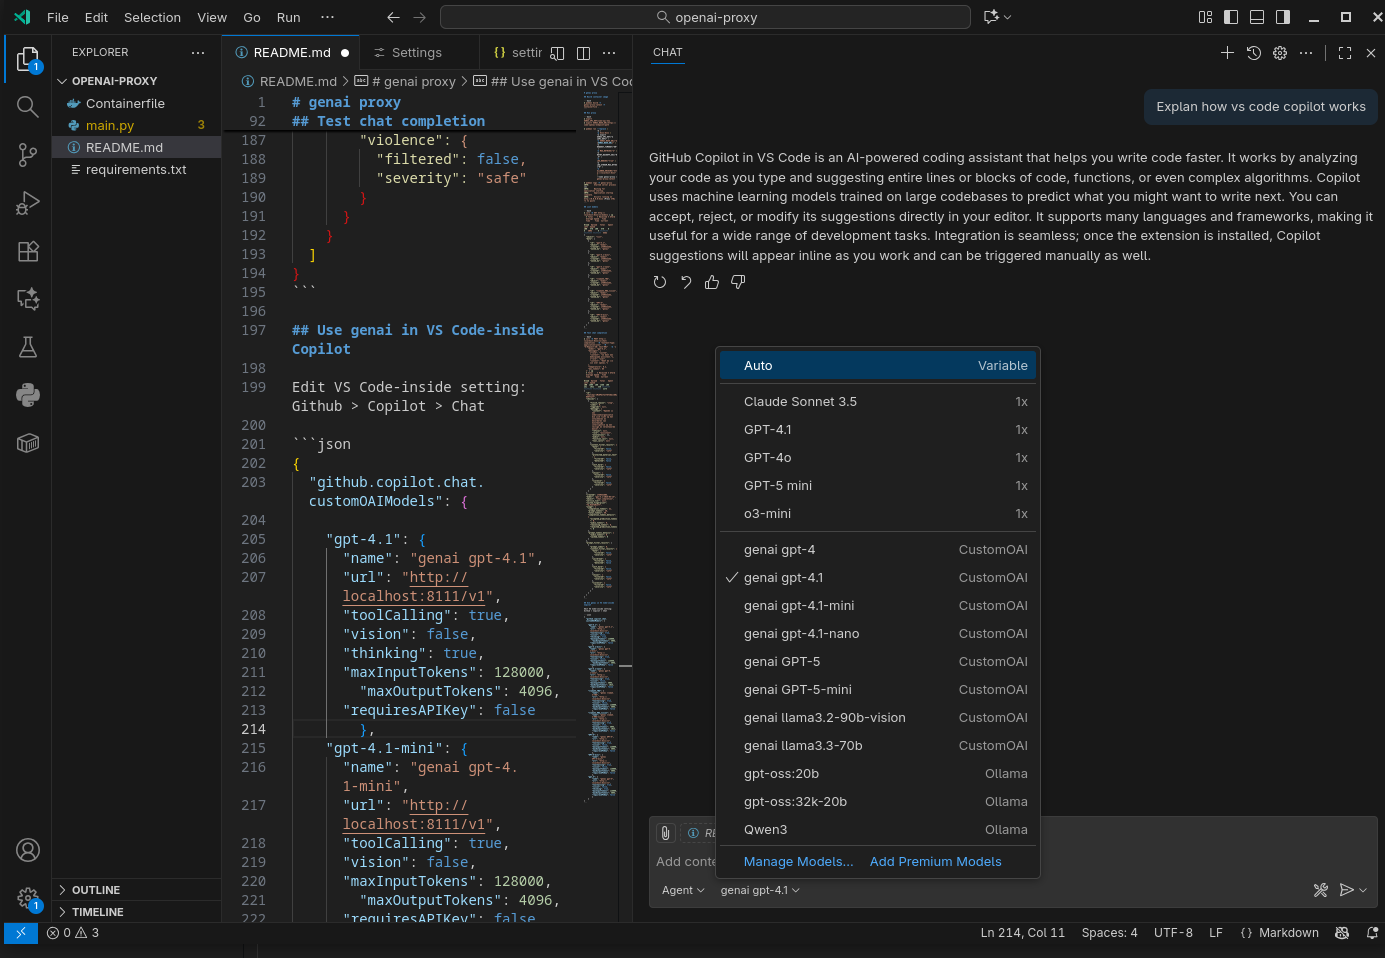 File Edit Selection View Go Run ···
openai-proxy
EXPLORER
OPENAI-PROXY
Containerfile
main.py 3
README.md
requirements.txt
OUTLINE
TIMELINE
1
1
README.md
Settings
settin
README.md > # genai proxy > ## Use genai in VS Co
1 # genai proxy
92 ## Test chat completion
187 "violence": {
188 "filtered": false,
189 "severity": "safe"
190 }
191 }
192 }
193 ]
194 }
195 ```
196
197 ## Use genai in VS Code-inside
Copilot
198
199 Edit VS Code-inside setting:
Github > Copilot > Chat
200
201 ```json
202 {
203 "github.copilot.chat.
customOAIModels": {
204
205 "gpt-4.1": {
206 "name": "genai gpt-4.1",
207 "url": "http://
localhost:8111/v1",
208 "toolCalling": true,
209 "vision": false,
210 "thinking": true,
211 "maxInputTokens": 128000,
212 "maxOutputTokens": 4096,
213 "requiresAPIKey": false
214 },
215 "gpt-4.1-mini": {
216 "name": "genai gpt-4.
1-mini",
217 "url": "http://
localhost:8111/v1",
218 "toolCalling": true,
219 "vision": false,
220 "maxInputTokens": 128000,
221 "maxOutputTokens": 4096,
222 "requiresAPIKey": false
CHAT
Explan how vs code copilot works
GitHub Copilot in VS Code is an AI-powered coding assistant that helps you write code faster. It works by analyzing
your code as you type and suggesting entire lines or blocks of code, functions, or even complex algorithms. Copilot
uses machine learning models trained on large codebases to predict what you might want to write next. You can
accept, reject, or modify its suggestions directly in your editor. It supports many languages and frameworks, making it
useful for a wide range of development tasks. Integration is seamless; once the extension is installed, Copilot
suggestions will appear inline as you work and can be triggered manually as well.
Auto Variable
Claude Sonnet 3.5 1x
GPT-4.1 1x
GPT-4o 1x
GPT-5 mini 1x
o3-mini 1x
genai gpt-4 CustomOAI
genai gpt-4.1 CustomOAI
genai gpt-4.1-mini CustomOAI
genai gpt-4.1-nano CustomOAI
genai GPT-5 CustomOAI
genai GPT-5-mini CustomOAI
genai llama3.2-90b-vision CustomOAI
genai llama3.3-70b CustomOAI
gpt-oss:20b Ollama
gpt-oss:32k-20b Ollama
Qwen3 Ollama
Manage Models... Add Premium Models
RE
Add conte
Agent genai gpt-4.1
0 3
Ln 214, Col 11 Spaces: 4 UTF-8 LF {} Markdown